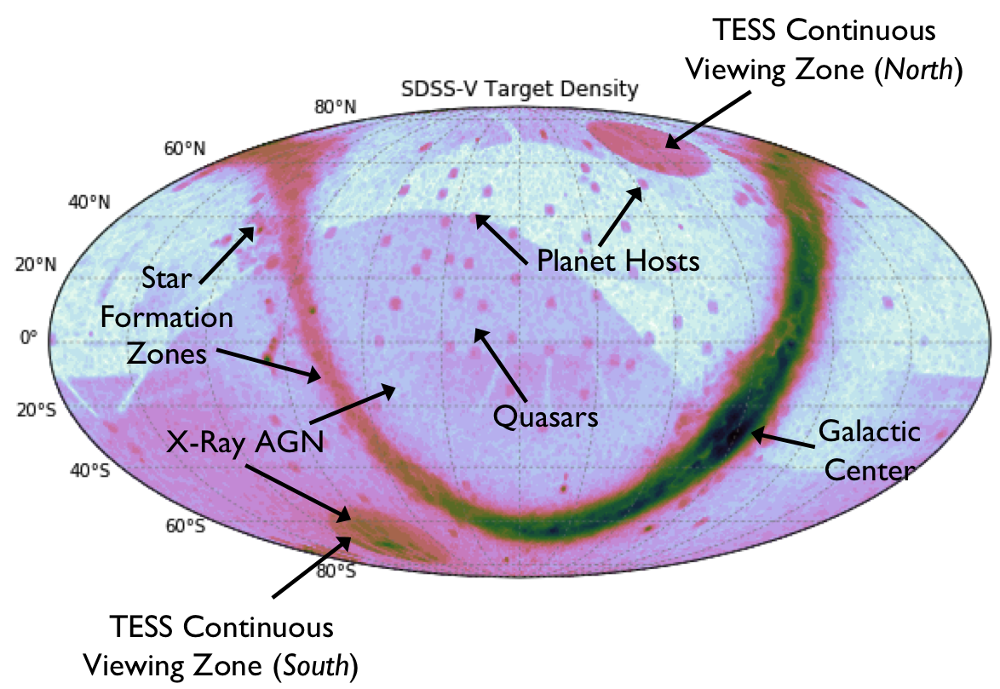 TESS Continuous
Viewing Zone (North)
SDSS-V Target Density
80°N
60°N
40°N
20°N
0°
20°S
40°S
60°S
80°S
Planet Hosts
Star
Formation
Zones
Quasars
X-Ray AGN
Galactic
Center
TESS Continuous
Viewing Zone (South)